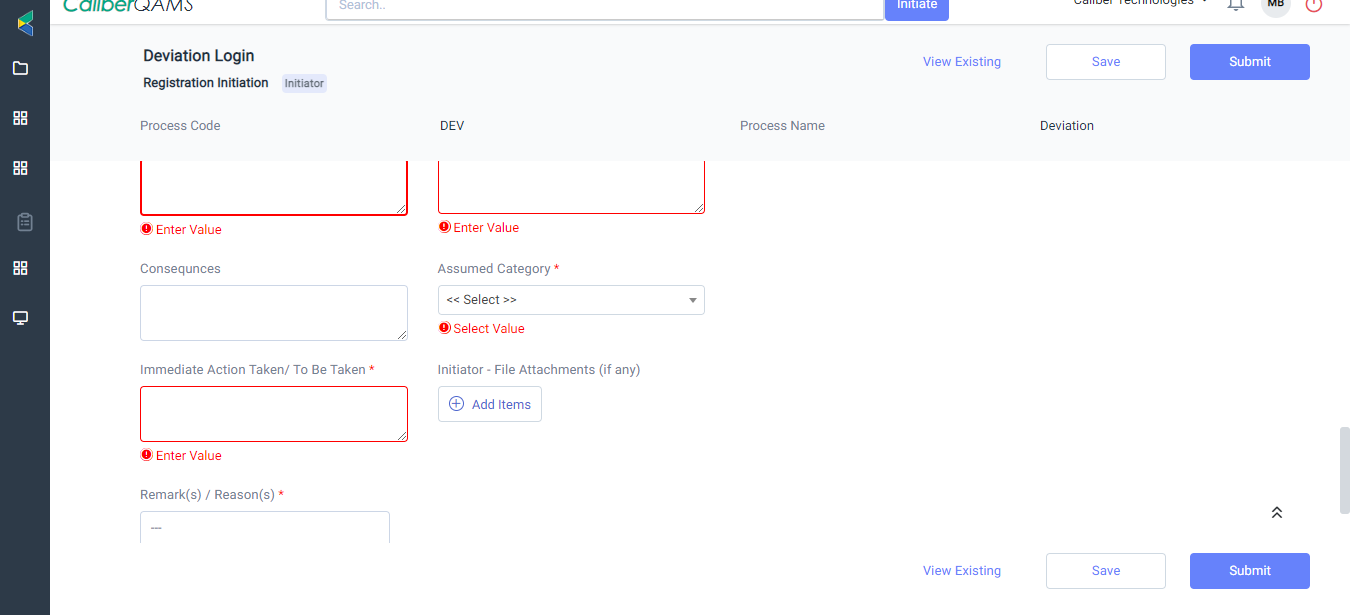 CaliberQAMS
Search..
Initiate
Caliber Technologies
MB
Deviation Login
Registration Initiation Initiator
View Existing
Save
Submit
Process Code
DEV
Process Name
Deviation
Enter Value
Enter Value
Consequnces
Assumed Category *
<< Select >>
Select Value
Immediate Action Taken/ To Be Taken *
Initiator - File Attachments (if any)
Add Items
Enter Value
Remark(s) / Reason(s) *
---
View Existing
Save
Submit